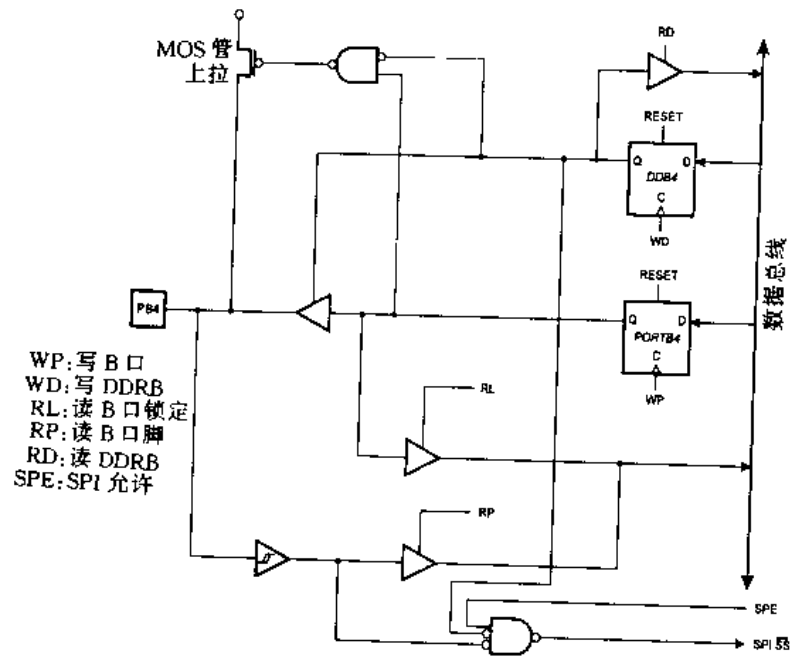 MOS 管
上拉
RD
RESET
Q
D
DDB4
C
WD
RESET
Q
D
PORTB4
C
WP
数据总线
PB4
WP:写 B 口
WD:写 DDRB
RL:读 B 口锁定
RP:读 B 口脚
RD:读 DDRB
SPE:SPI 允许
RL
RP
SPE
SPI S̅S̅